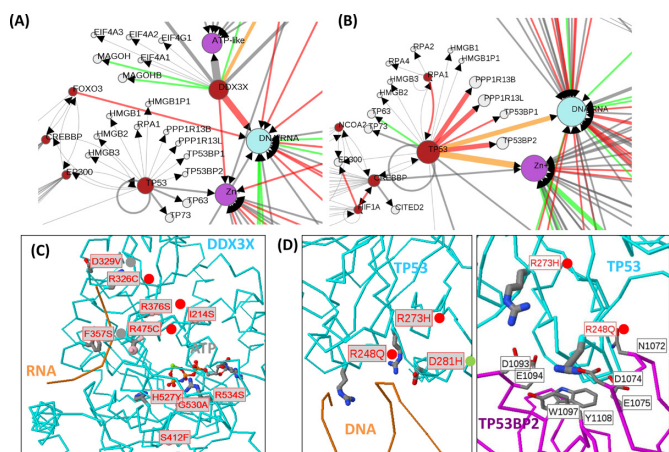 (A)
EIF4A3
EIF4A2
EIF4G1
ATP-like
MAGOH
EIF4A1
MAGOHB
DDX3X
FOXO3
HMGB1P1
HMGB1
RPA1
PPP1R13B
DNA/RNA
CREBBP
HMGB2
PPP1R13L
HMGB3
TP53BP1
EP300
TP53
TP53BP2
Zn
TP63
TP73
(B)
RPA2
HMGB1
RPA4
HMGB1P1
HMGB3
RPA1
HMGB2
PPP1R13B
PPP1R13L
DNA/RNA
NCOA2
TP63
TP53BP1
TP73
TP53
TP53BP2
EP300
Zn
CREBBP
HIF1A
CITED2
(C)
DDX3X
D329V
R326C
R376S
I214S
R475C
F357S
ATP
RNA
H527Y
R534S
G530A
S412F
(D)
TP53
R273H
R248Q
D281H
DNA
R273H
TP53
R248Q
N1072
D1093
E1094
D1074
E1075
W1097
Y1108
TP53BP2